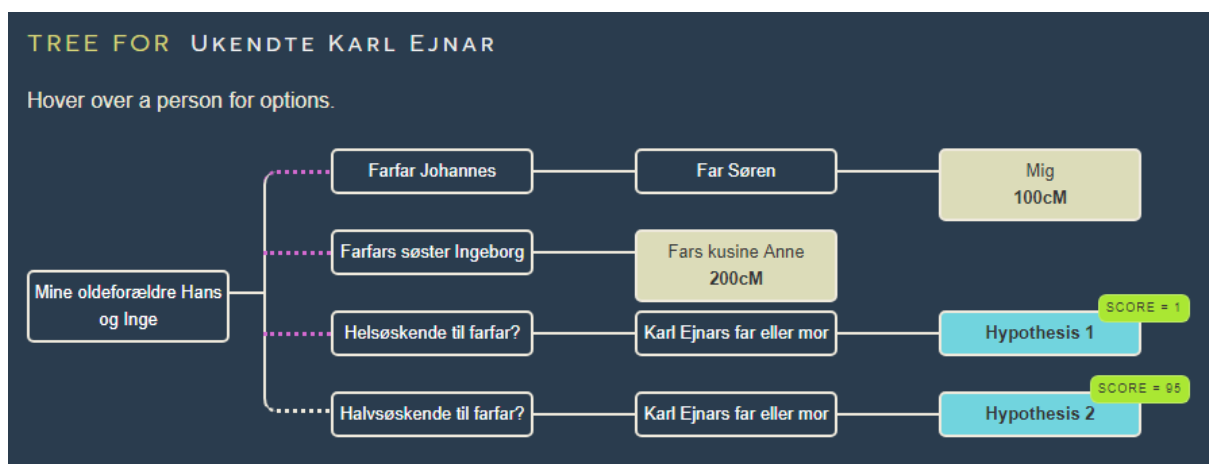 TREE FOR UKENDTE KARL EJNAR
Hover over a person for options.
Farfar Johannes
Far Søren
Mig
100cM
Farfars søster Ingeborg
Fars kusine Anne
200cM
Mine oldeforældre Hans
og Inge
SCORE = 1
Helsøskende til farfar?
Karl Ejnars far eller mor
Hypothesis 1
SCORE = 95
Halvsøskende til farfar?
Karl Ejnars far eller mor
Hypothesis 2